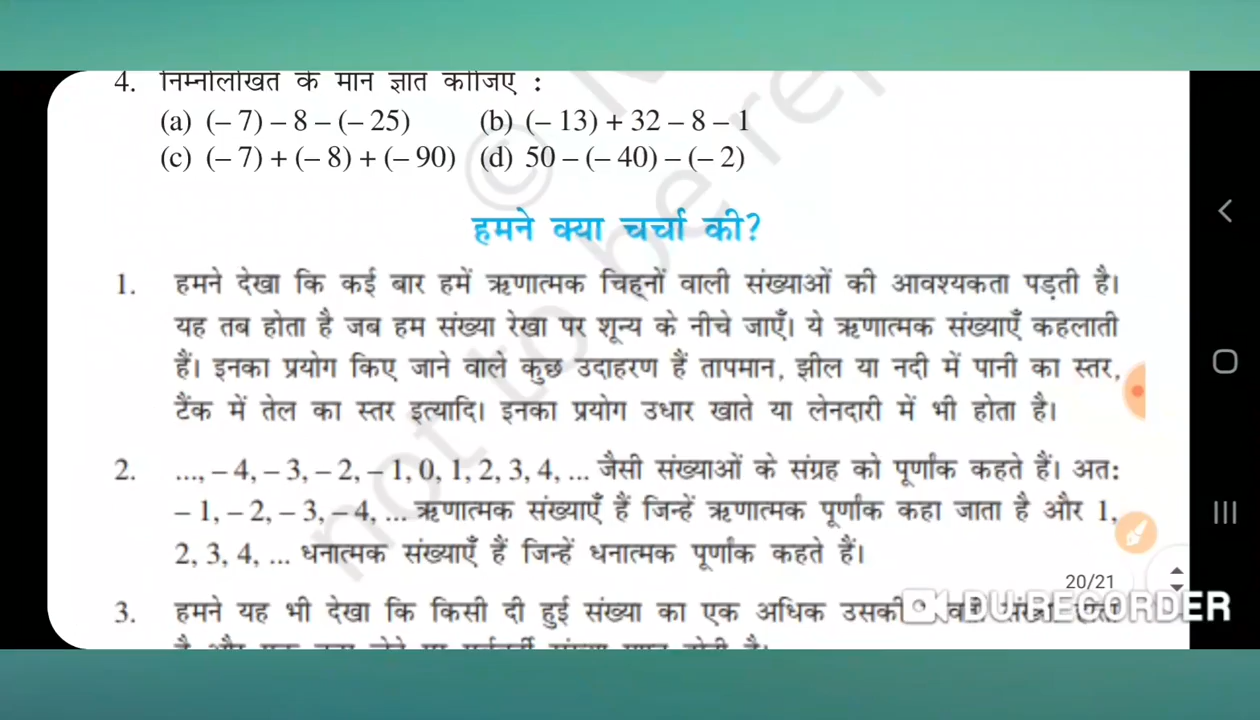 4. निम्नलिखित के मान ज्ञात कीजिए :
(a) (– 7) – 8 – (– 25) (b) (– 13) + 32 – 8 – 1
(c) (– 7) + (– 8) + (– 90) (d) 50 – (– 40) – (– 2)
हमने क्या चर्चा की?
1. हमने देखा कि कई बार हमें ऋणात्मक चिह्नों वाली संख्याओं की आवश्यकता पड़ती है।
यह तब होता है जब हम संख्या रेखा पर शून्य के नीचे जाएँ। ये ऋणात्मक संख्याएँ कहलाती
हैं। इनका प्रयोग किए जाने वाले कुछ उदाहरण हैं तापमान, झील या नदी में पानी का स्तर,
टैंक में तेल का स्तर इत्यादि। इनका प्रयोग उधार खाते या लेनदारी में भी होता है।
2. ..., – 4, – 3, – 2, – 1, 0, 1, 2, 3, 4, ... जैसी संख्याओं के संग्रह को पूर्णांक कहते हैं। अतः
– 1, – 2, – 3, – 4, ... ऋणात्मक संख्याएँ हैं जिन्हें ऋणात्मक पूर्णांक कहा जाता है और 1,
2, 3, 4, ... धनात्मक संख्याएँ हैं जिन्हें धनात्मक पूर्णांक कहते हैं।
20/21
3. हमने यह भी देखा कि किसी दी हुई संख्या का एक अधिक उसकी
DU RECORDER
not to be rep